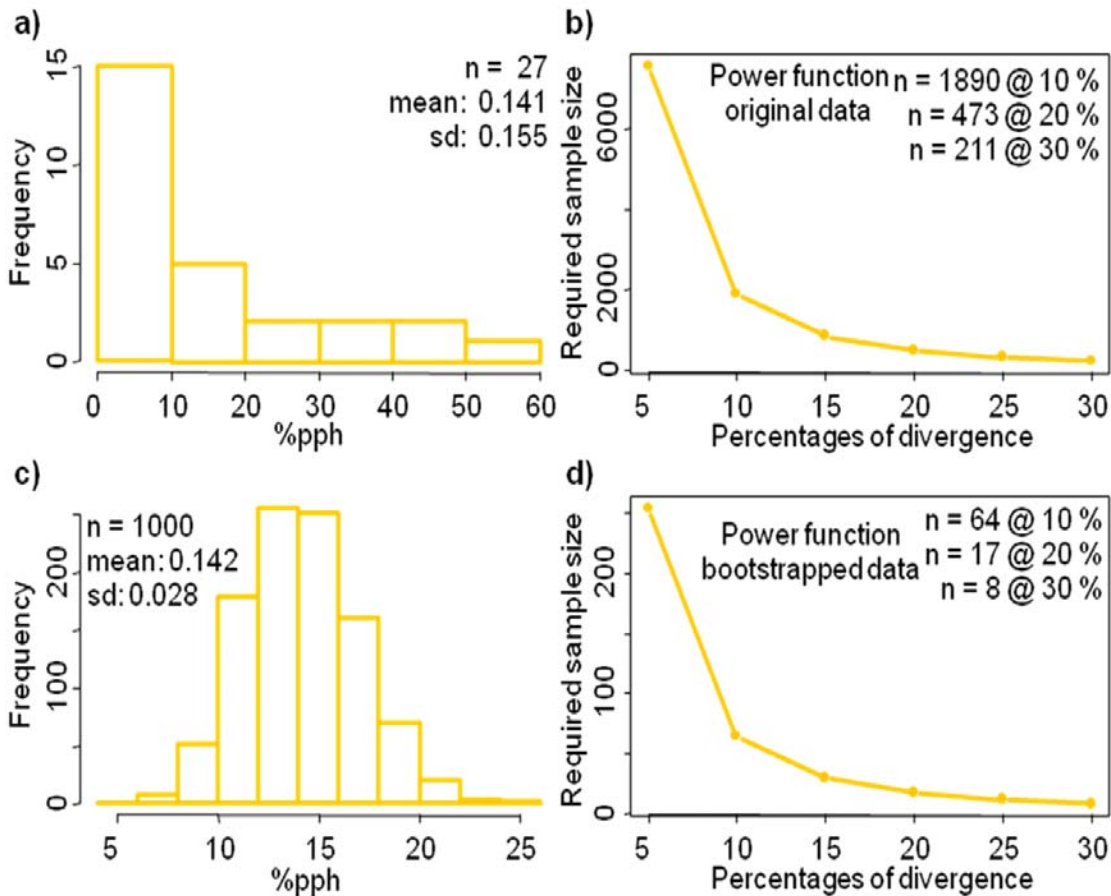 a)
n = 27
mean: 0.141
sd: 0.155
Frequency
15
10
5
0
0 10 20 30 40 50 60
%pph
b)
Power function
original data
n = 1890 @ 10 %
n = 473 @ 20 %
n = 211 @ 30 %
Required sample size
6000
2000
0
5 10 15 20 25 30
Percentages of divergence
c)
n = 1000
mean: 0.142
sd: 0.028
Frequency
200
100
0
5 10 15 20 25
%pph
d)
Power function
bootstrapped data
n = 64 @ 10 %
n = 17 @ 20 %
n = 8 @ 30 %
Required sample size
200
100
0
5 10 15 20 25 30
Percentages of divergence